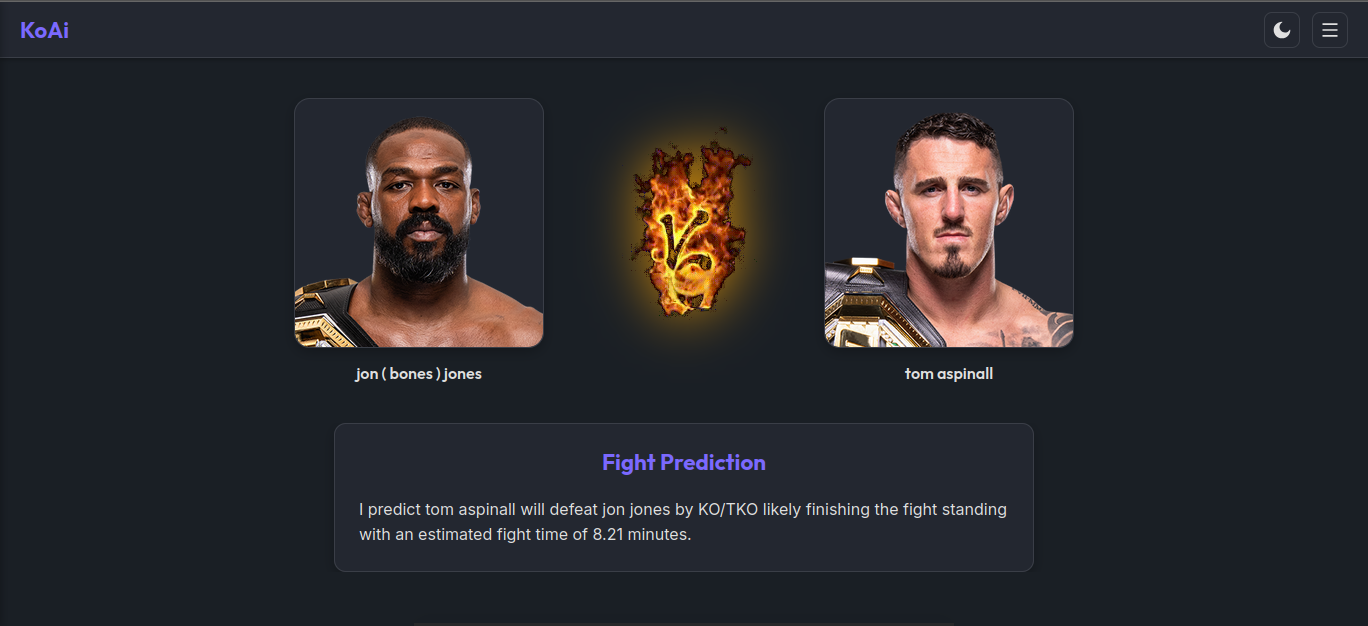 KoAi
VS
jon ( bones ) jones
tom aspinall
Fight Prediction
I predict tom aspinall will defeat jon jones by KO/TKO likely finishing the fight standing
with an estimated fight time of 8.21 minutes.